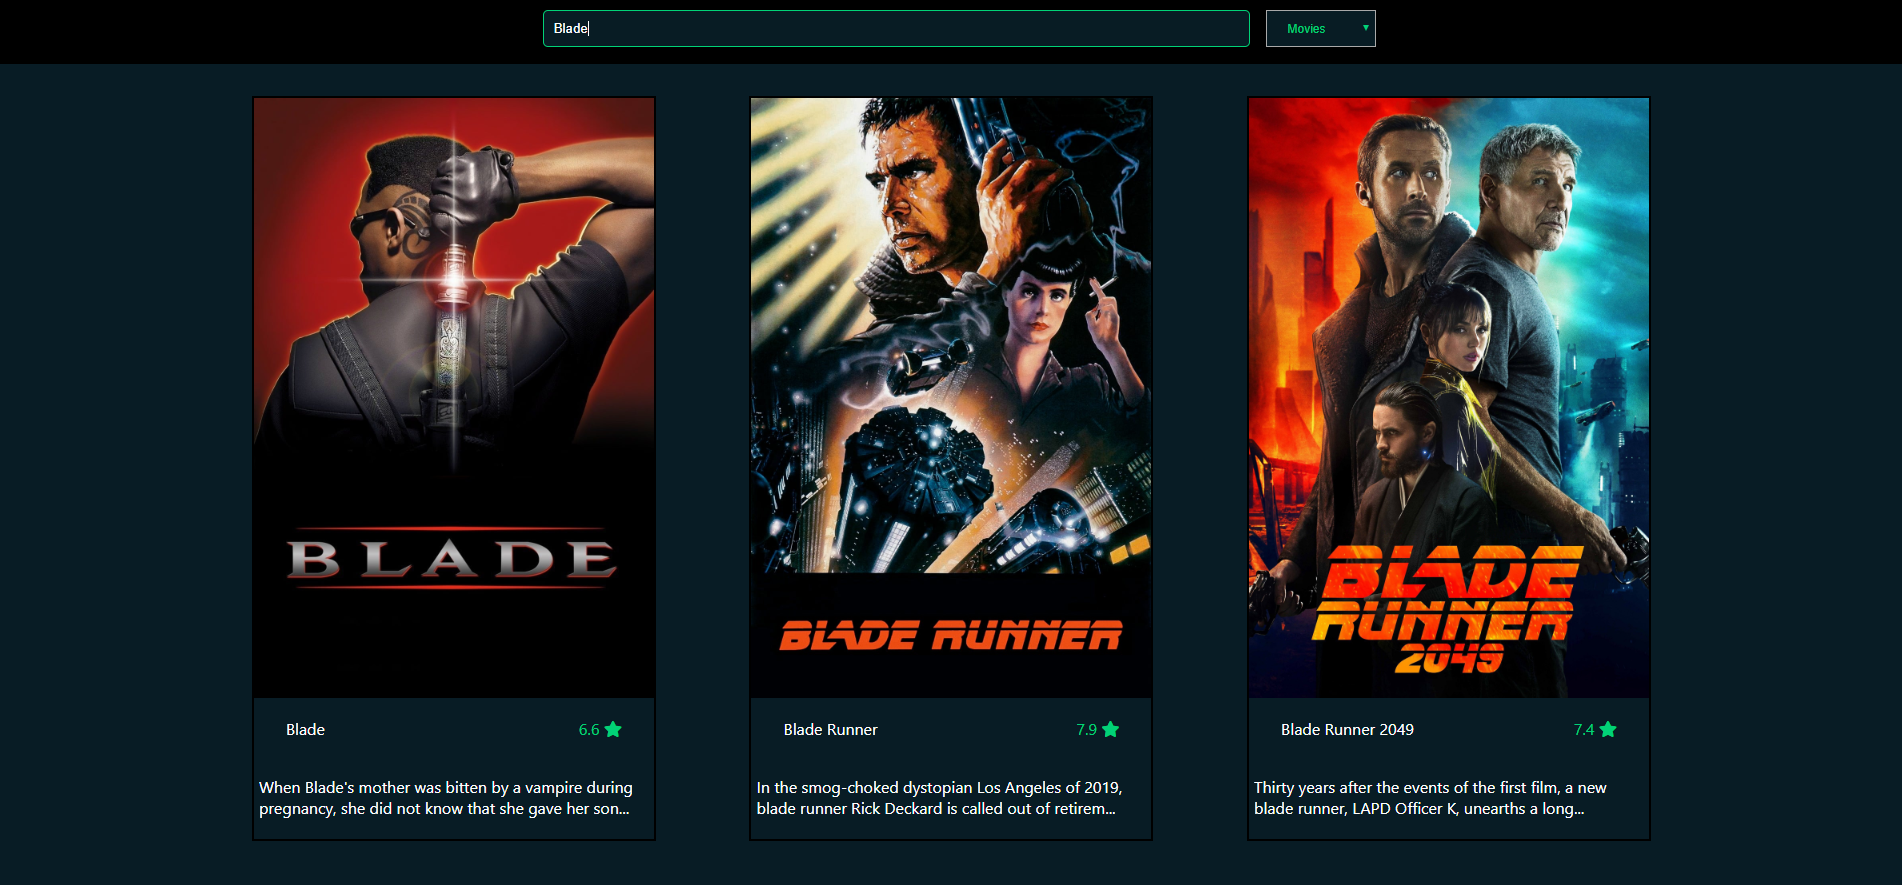 Blade
Movies
BLADE
BLADE RUNNER
BLADE
RUNNER
2049
Blade
6.6
Blade Runner
7.9
Blade Runner 2049
7.4
When Blade's mother was bitten by a vampire during
pregnancy, she did not know that she gave her son...
In the smog-choked dystopian Los Angeles of 2019,
blade runner Rick Deckard is called out of retirem...
Thirty years after the events of the first film, a new
blade runner, LAPD Officer K, unearths a long...